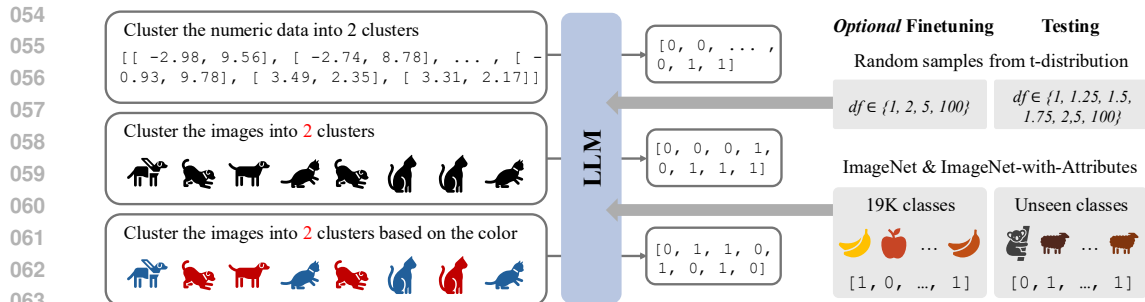 054
055
056
057
058
059
060
061
062
063
Cluster the numeric data into 2 clusters
[[ -2.98, 9.56], [ -2.74, 8.78], ... , [ -
0.93, 9.78], [ 3.49, 2.35], [ 3.31, 2.17]]
Cluster the images into 2 clusters
Cluster the images into 2 clusters based on the color
LLM
[0, 0, ... ,
0, 1, 1]
[0, 0, 0, 1,
0, 1, 1, 1]
[0, 1, 1, 0,
1, 0, 1, 0]
Optional Finetuning
Testing
Random samples from t-distribution
df ∈ {1, 2, 5, 100}
df ∈ {1, 1.25, 1.5,
1.75, 2,5, 100}
ImageNet & ImageNet-with-Attributes
19K classes
Unseen classes
...
...
[1, 0, …, 1]
[0, 1, …, 1]